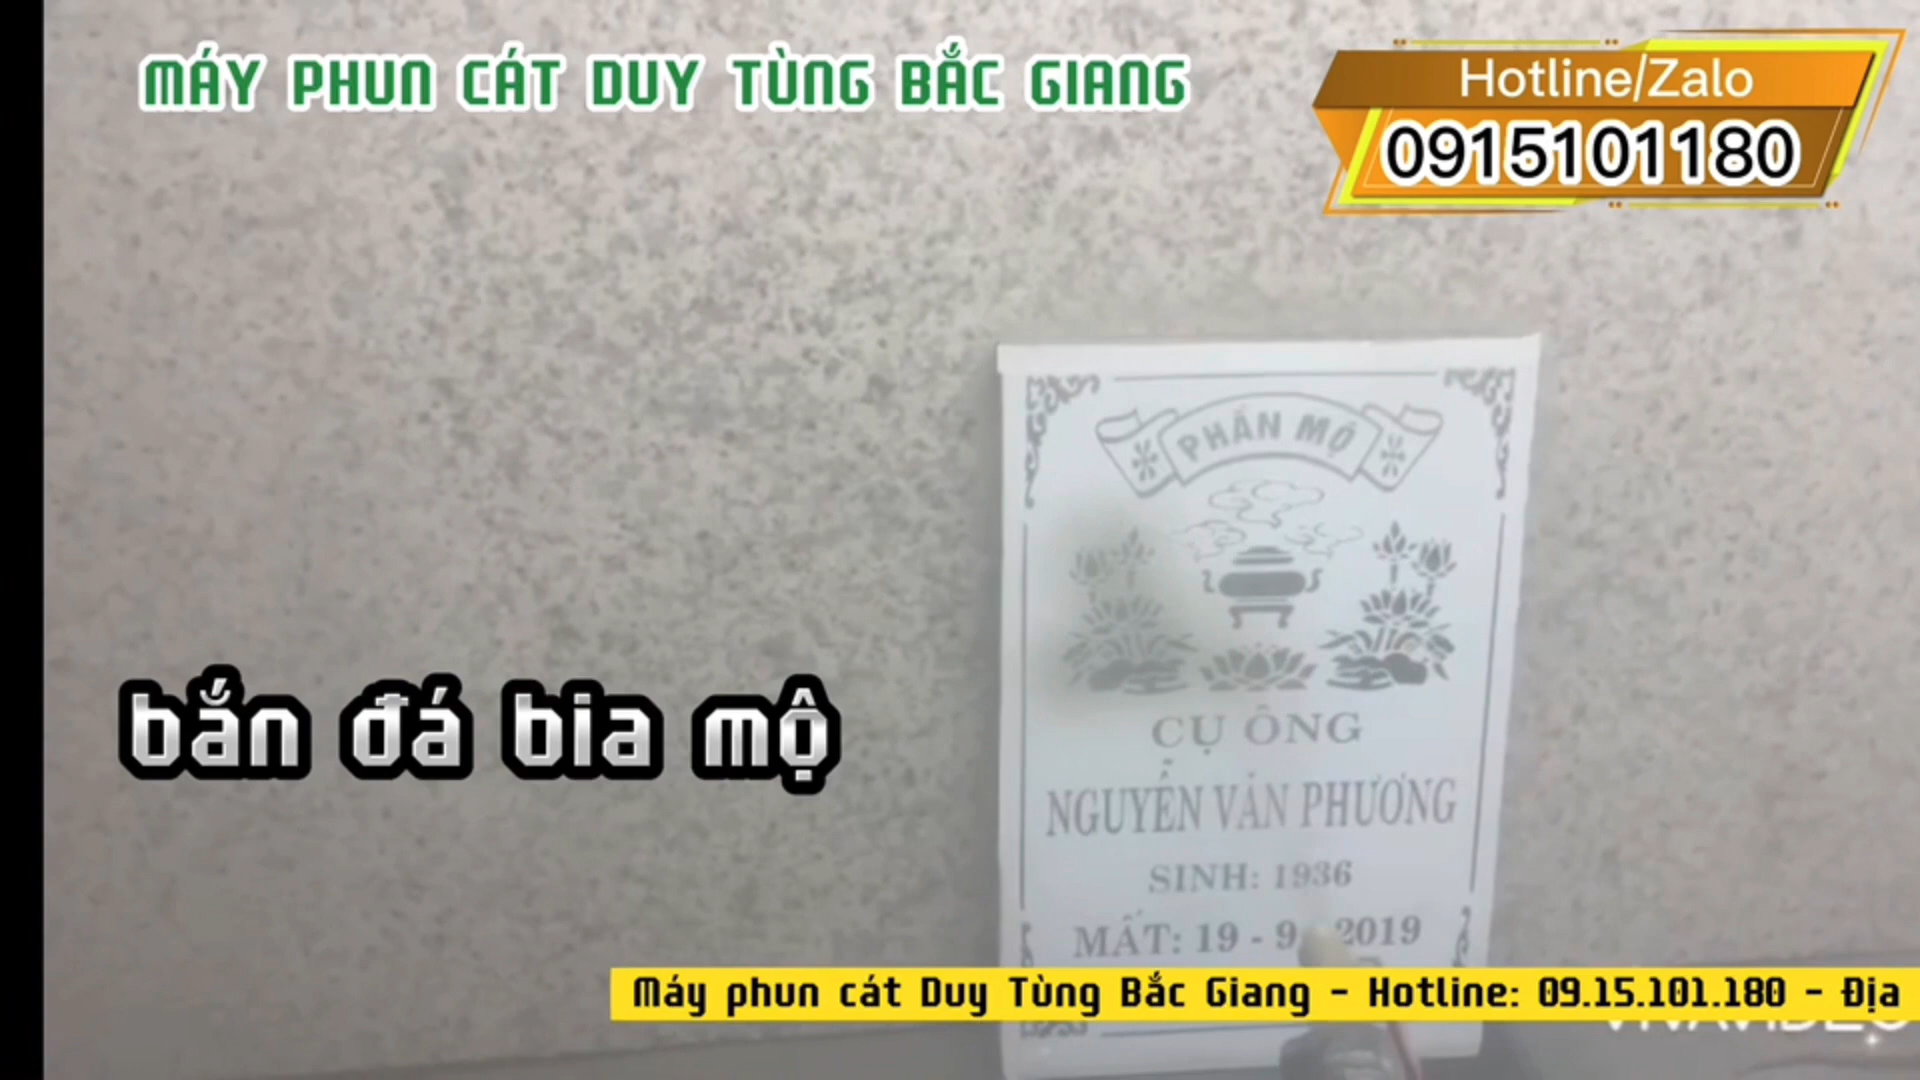 MÁY PHUN CÁT DUY TÙNG BẮC GIANG
Hotline/Zalo
0915101180
PHẦN MỘ
bắn đá bia mộ
CỤ ÔNG
NGUYỄN VĂN PHƯƠNG
SINH: 1936
MẤT: 19 - 9 - 2019
Máy phun cát Duy Tùng Bắc Giang - Hotline: 09.15.101.180 - Địa
VIVAVIDEO